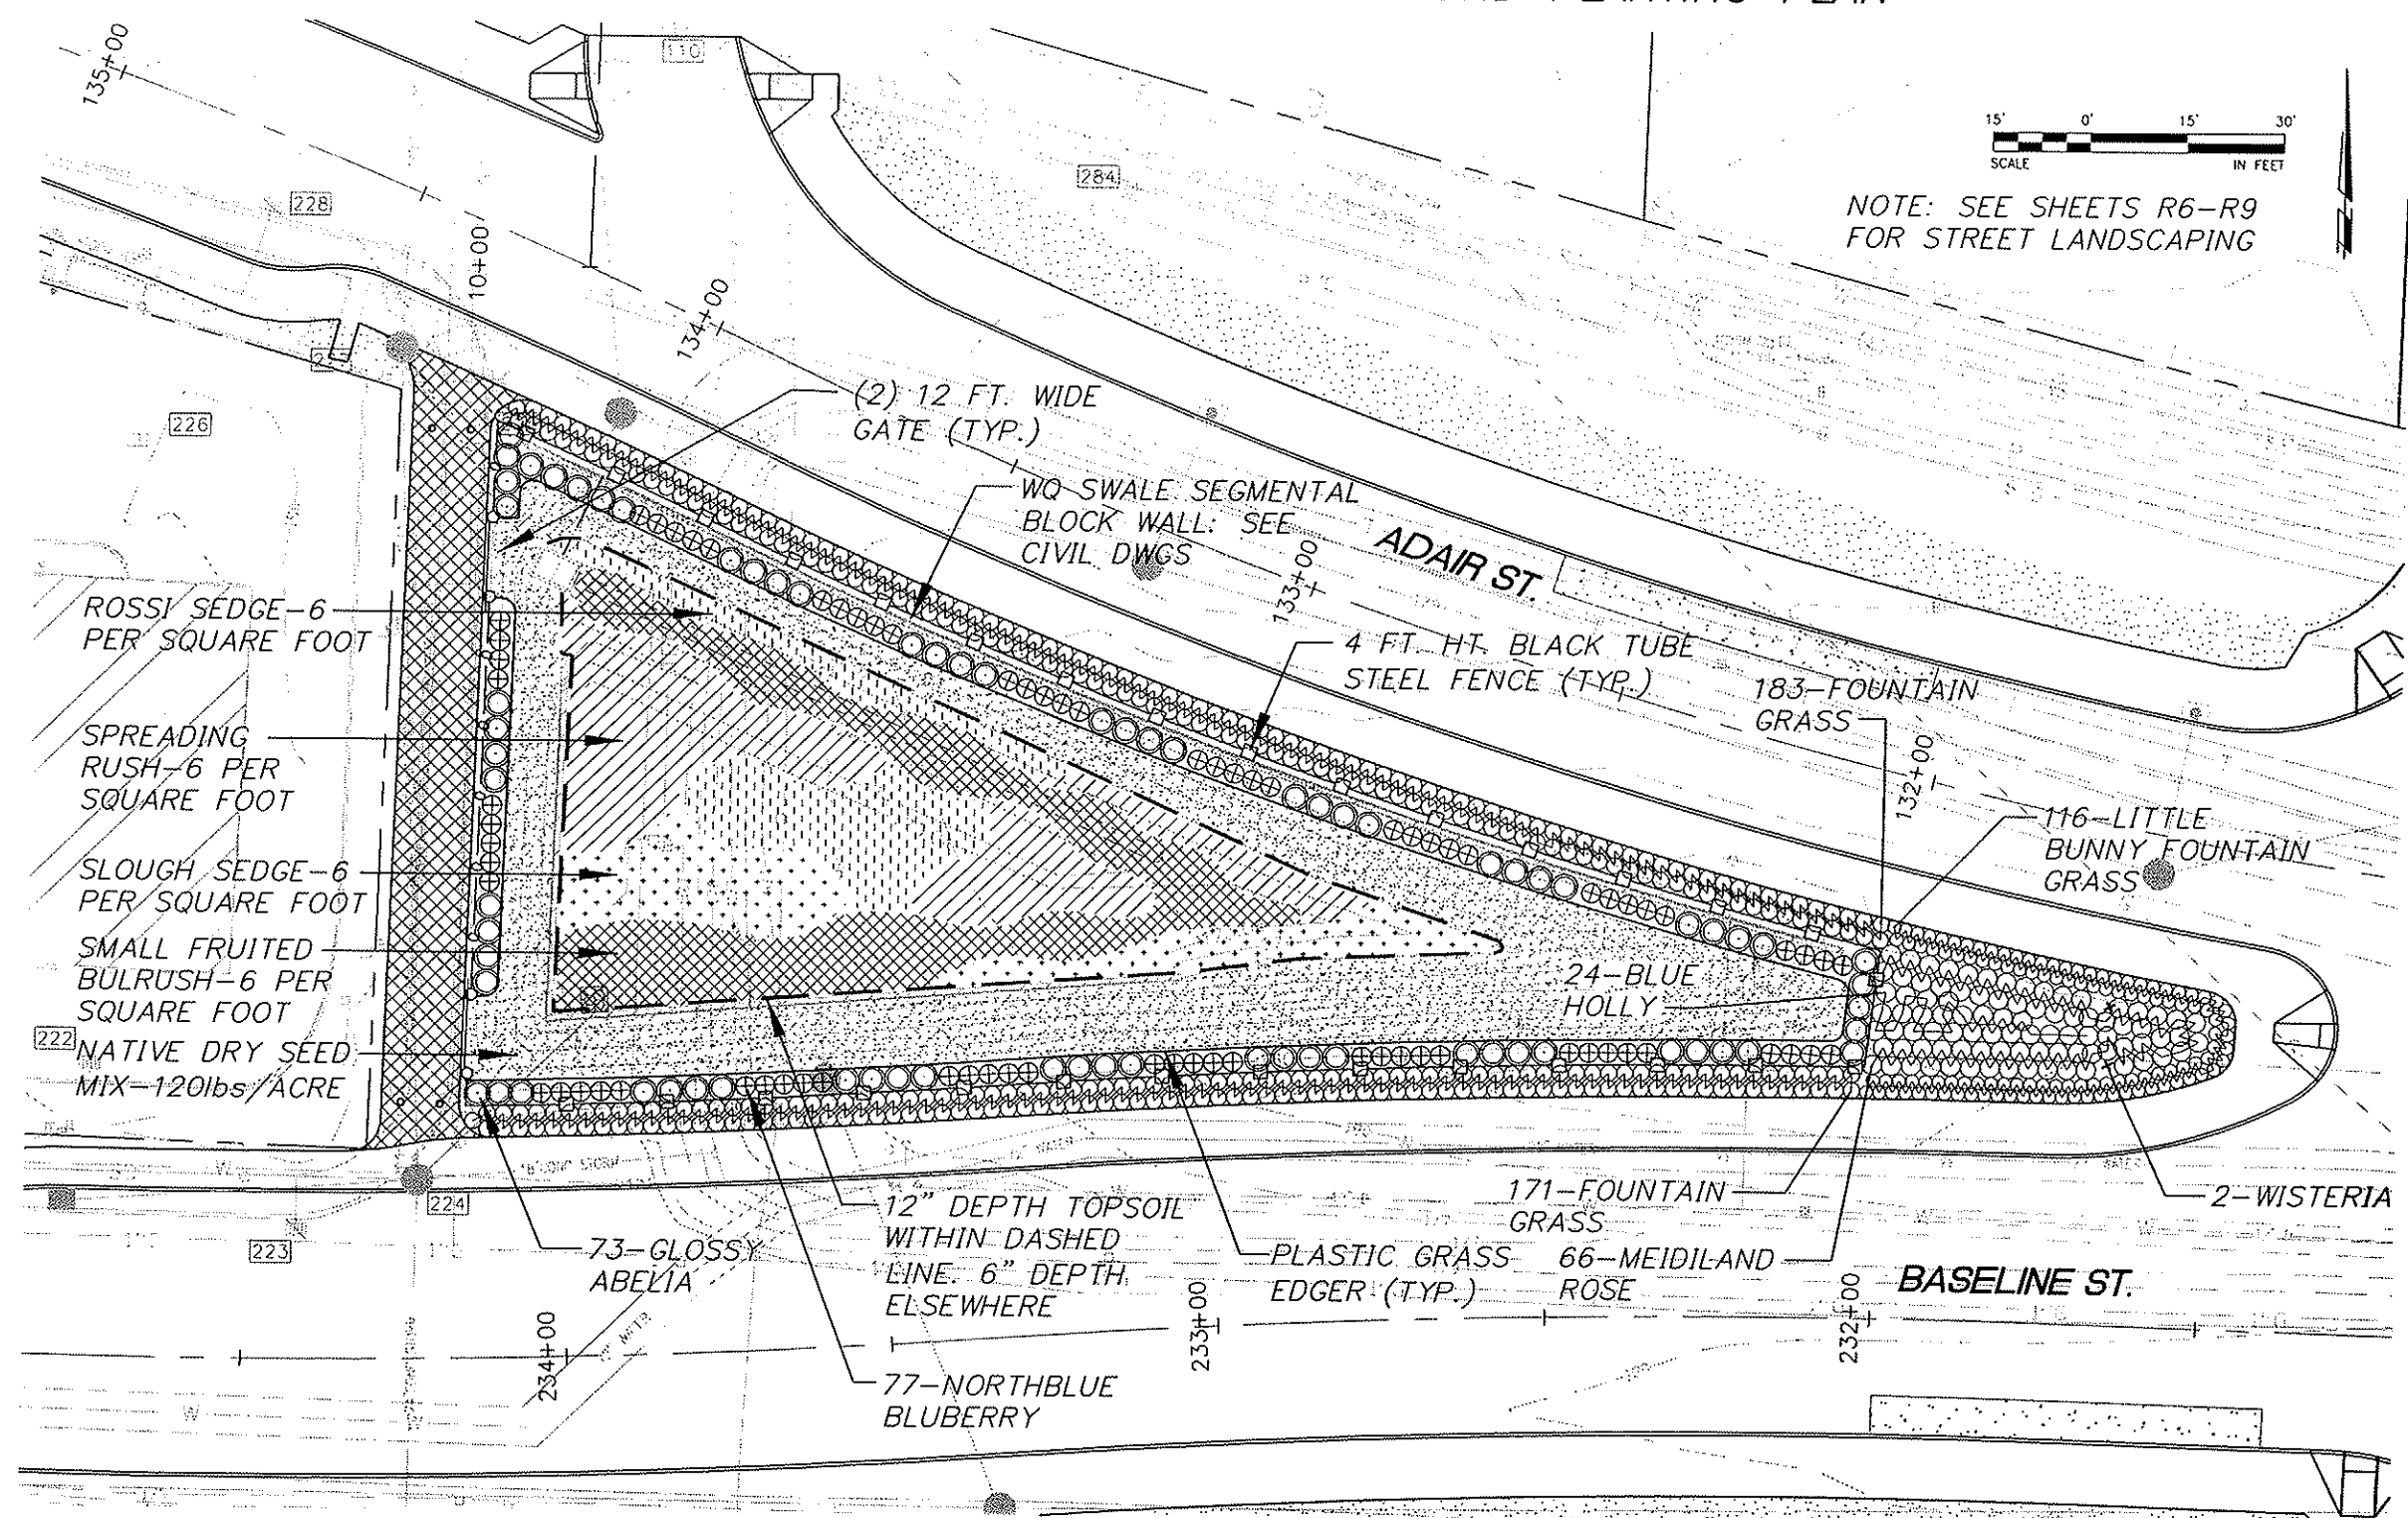 135+00
110
15' 0' 15' 30'
SCALE IN FEET
284
228
NOTE: SEE SHEETS R6-R9
FOR STREET LANDSCAPING
10+00
134+00
226
(2) 12 FT. WIDE
GATE (TYP.)
WQ SWALE SEGMENTAL
BLOCK WALL: SEE
CIVIL DWGS
ADAIR ST.
133+00
ROSSI SEDGE-6
PER SQUARE FOOT
4 FT. HT. BLACK TUBE
STEEL FENCE (TYP.)
183-FOUNTAIN
GRASS
SPREADING
RUSH-6 PER
SQUARE FOOT
132+00
116-LITTLE
BUNNY FOUNTAIN
GRASS
SLOUGH SEDGE-6
PER SQUARE FOOT
SMALL FRUITED
BULRUSH-6 PER
SQUARE FOOT
24-BLUE
HOLLY
222
NATIVE DRY SEED
MIX-120lbs/ACRE
224
223
73-GLOSSY
ABELIA
12" DEPTH TOPSOIL
WITHIN DASHED
LINE. 6" DEPTH
ELSEWHERE
171-FOUNTAIN
GRASS
2-WISTERIA
PLASTIC GRASS
EDGER (TYP.)
66-MEIDILAND
ROSE
BASELINE ST.
234+00
233+00
232+00
77-NORTHBLUE
BLUBERRY